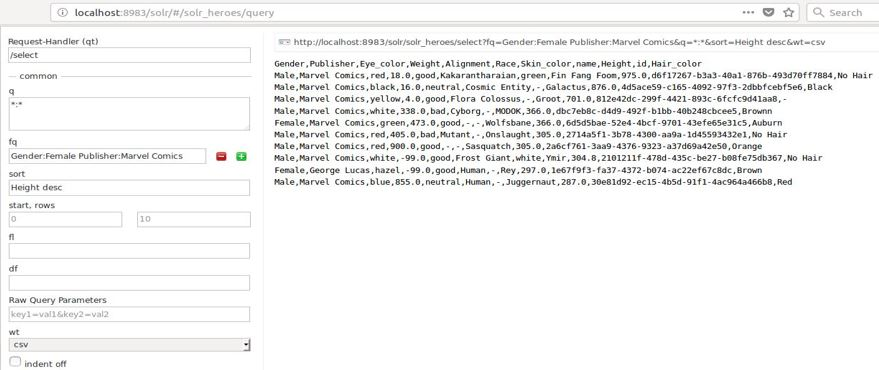 localhost:8983/solr/#/solr_heroes/query
Search
Request-Handler (qt)
/select
common
q
*:*
fq
Gender:Female Publisher:Marvel Comics
sort
Height desc
start, rows
0 10
fl
df
Raw Query Parameters
key1=val1&key2=val2
wt
csv
indent off
http://localhost:8983/solr/solr_heroes/select?fq=Gender:Female Publisher:Marvel Comics&q=*:*&sort=Height desc&wt=csv
Gender,Publisher,Eye_color,Weight,Alignment,Race,Skin_color,name,Height,id,Hair_color
Male,Marvel Comics,red,18.0,good,Kakarantharaian,green,Fin Fang Foom,975.0,d6f17267-b3a3-40a1-876b-493d70ff7884,No Hair
Male,Marvel Comics,black,16.0,neutral,Cosmic Entity,-,Galactus,876.0,4d5ace59-c165-4092-97f3-2dbbfcebf5e6,Black
Male,Marvel Comics,yellow,4.0,good,Flora Colossus,-,Groot,701.0,812e42dc-299f-4421-893c-6fcfc9d41aa8,-
Male,Marvel Comics,white,338.0,bad,Cyborg,-,MODOK,366.0,dbc7eb8c-d4d9-492f-b1bb-40b248cbcee5,Brownn
Female,Marvel Comics,green,473.0,good,-,-,Wolfsbane,366.0,6d5d5bae-52e4-4bcf-9701-43efe65e31c5,Auburn
Male,Marvel Comics,red,405.0,bad,Mutant,-,Onslaught,305.0,2714a5f1-3b78-4300-aa9a-1d45593432e1,No Hair
Male,Marvel Comics,red,900.0,good,-,-,Sasquatch,305.0,2a6cf761-3aa9-4376-9323-a37d69a42e50,Orange
Male,Marvel Comics,white,-99.0,good,Frost Giant,white,Ymir,304.8,2101211f-478d-435c-be27-b08fe75db367,No Hair
Female,George Lucas,hazel,-99.0,good,Human,-,Rey,297.0,1e67f9f3-fa37-4372-b074-ac22ef67c8dc,Brown
Male,Marvel Comics,blue,855.0,neutral,Human,-,Juggernaut,287.0,30e81d92-ec15-4b5d-91f1-4ac964a466b8,Red